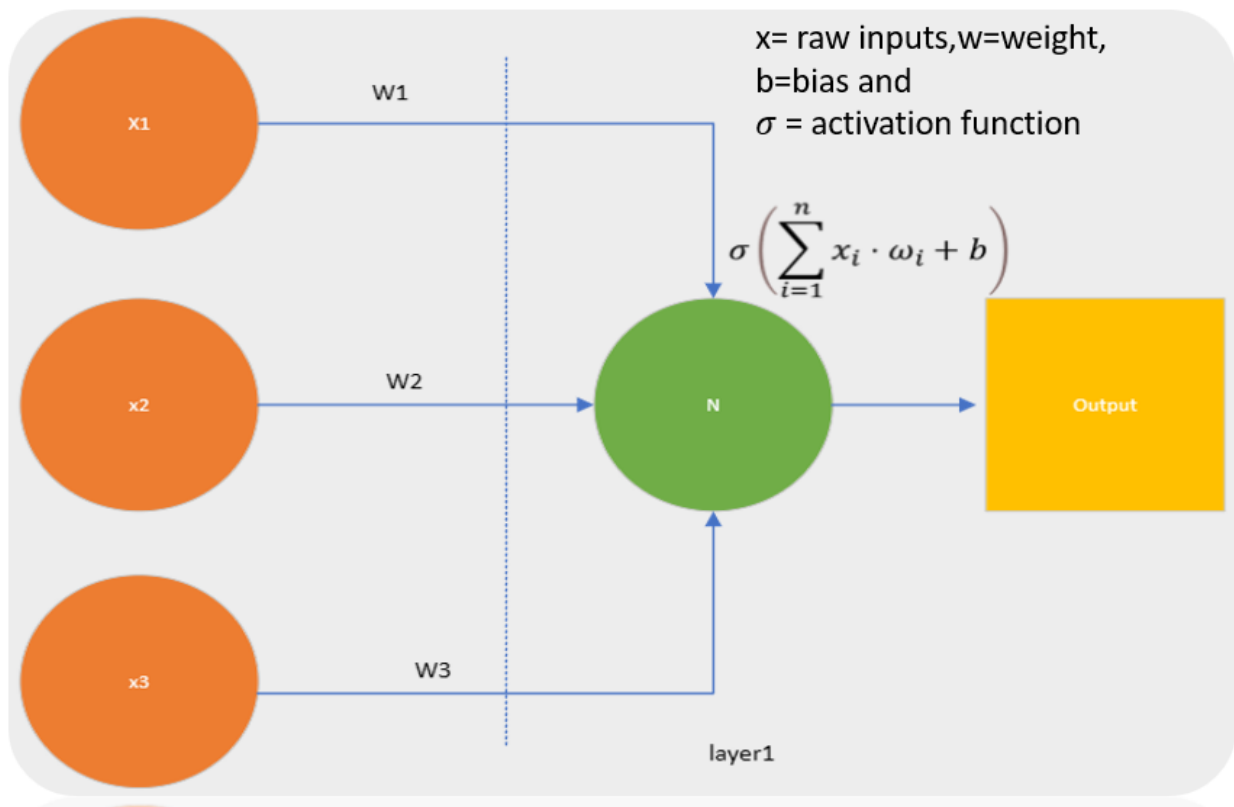 x= raw inputs,w=weight,
b=bias and
σ = activation function
X1
W1
σ(∑ᵢ₌₁ⁿ xᵢ · ωᵢ + b)
x2
W2
N
Output
x3
W3
layer1